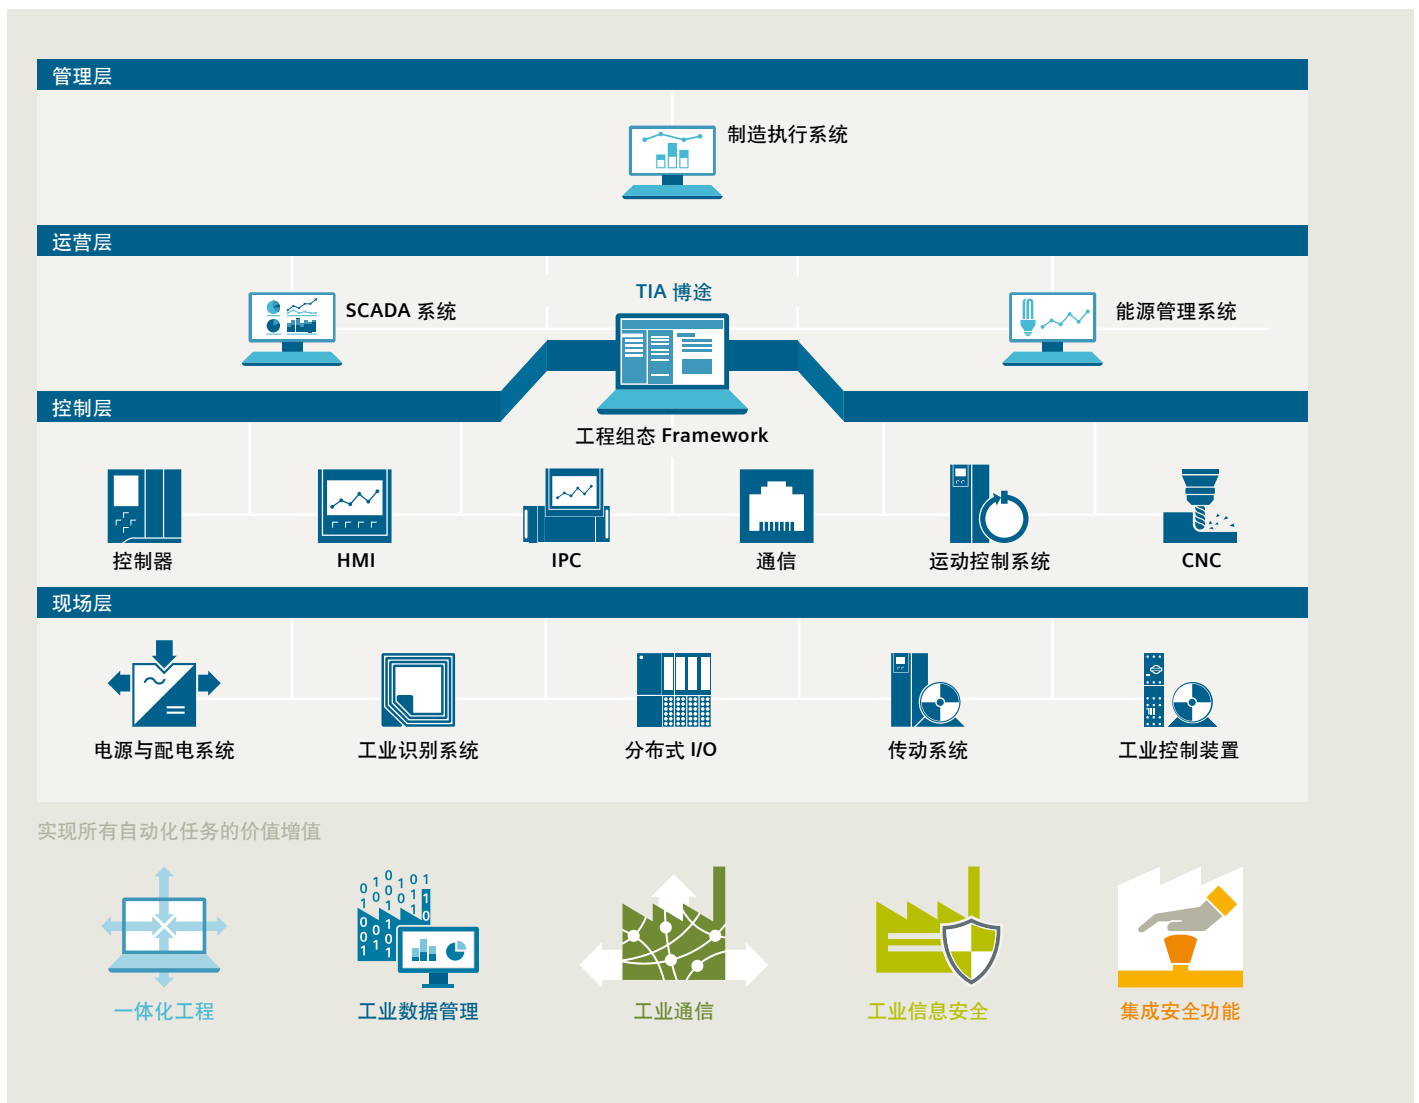 管理层
制造执行系统
运营层
TIA 博途
SCADA 系统
能源管理系统
控制层
工程组态 Framework
控制器
HMI
IPC
通信
运动控制系统
CNC
现场层
电源与配电系统
工业识别系统
分布式 I/O
传动系统
工业控制装置
实现所有自动化任务的价值增值
一体化工程
工业数据管理
工业通信
工业信息安全
集成安全功能